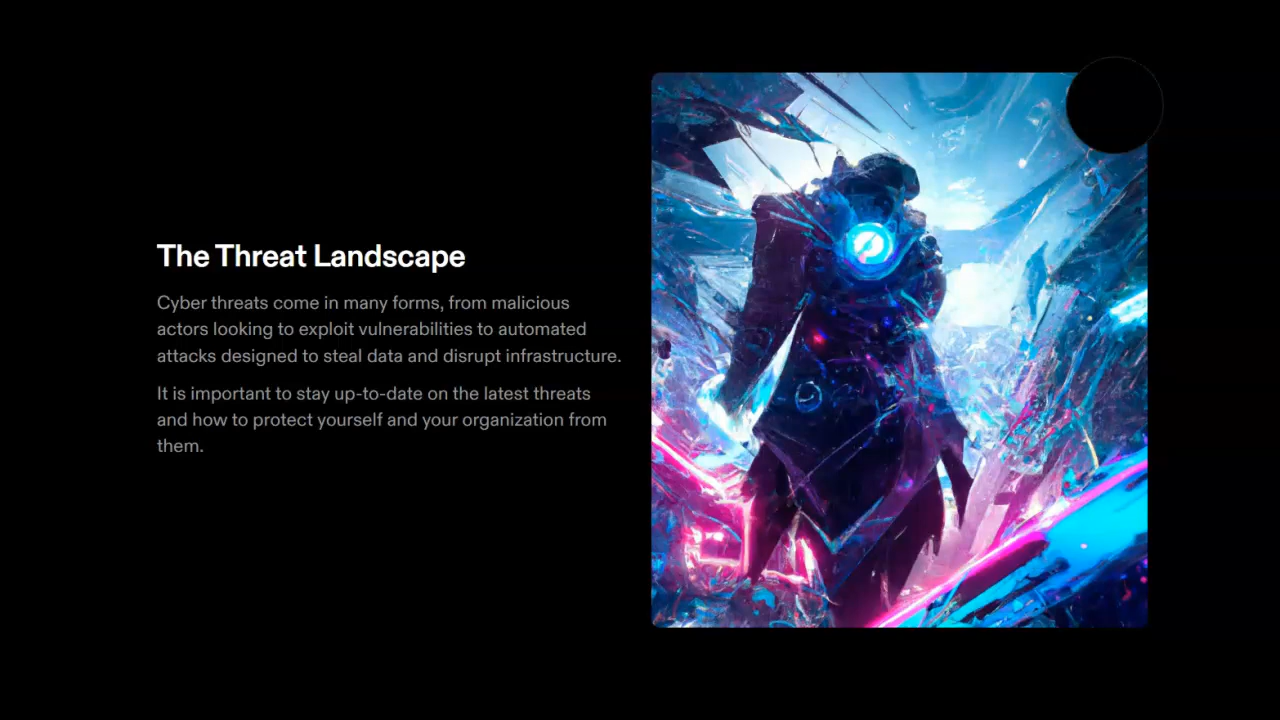 The Threat Landscape
Cyber threats come in many forms, from malicious
actors looking to exploit vulnerabilities to automated
attacks designed to steal data and disrupt infrastructure.
It is important to stay up-to-date on the latest threats
and how to protect yourself and your organization from
them.